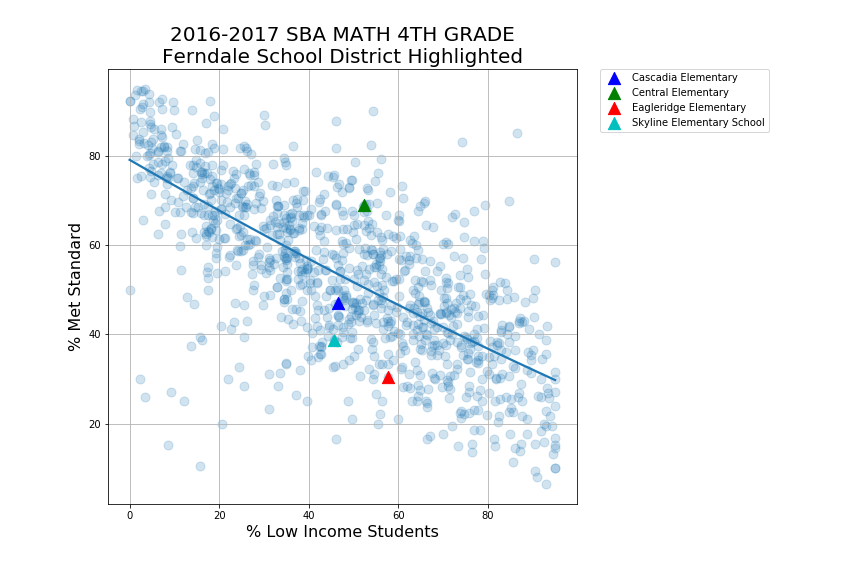 2016-2017 SBA MATH 4TH GRADE
Ferndale School District Highlighted
Cascadia Elementary
Central Elementary
Eagleridge Elementary
Skyline Elementary School
% Met Standard
80
60
40
20
0 20 40 60 80
% Low Income Students